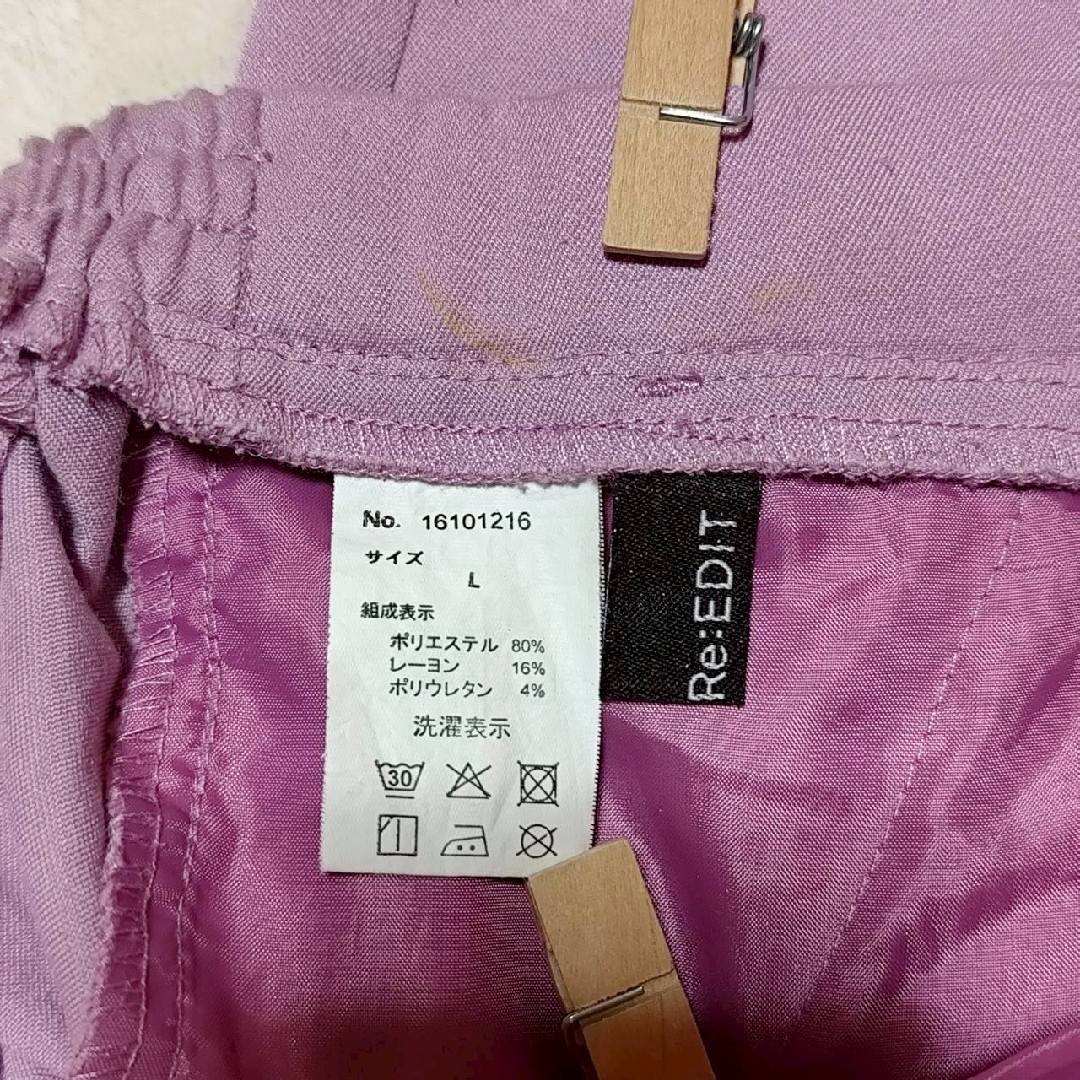 No. 16101216
サイズ
L
組成表示
ポリエステル 80%
レーヨン 16%
ポリウレタン 4%
洗濯表示
30
Re:EDIT